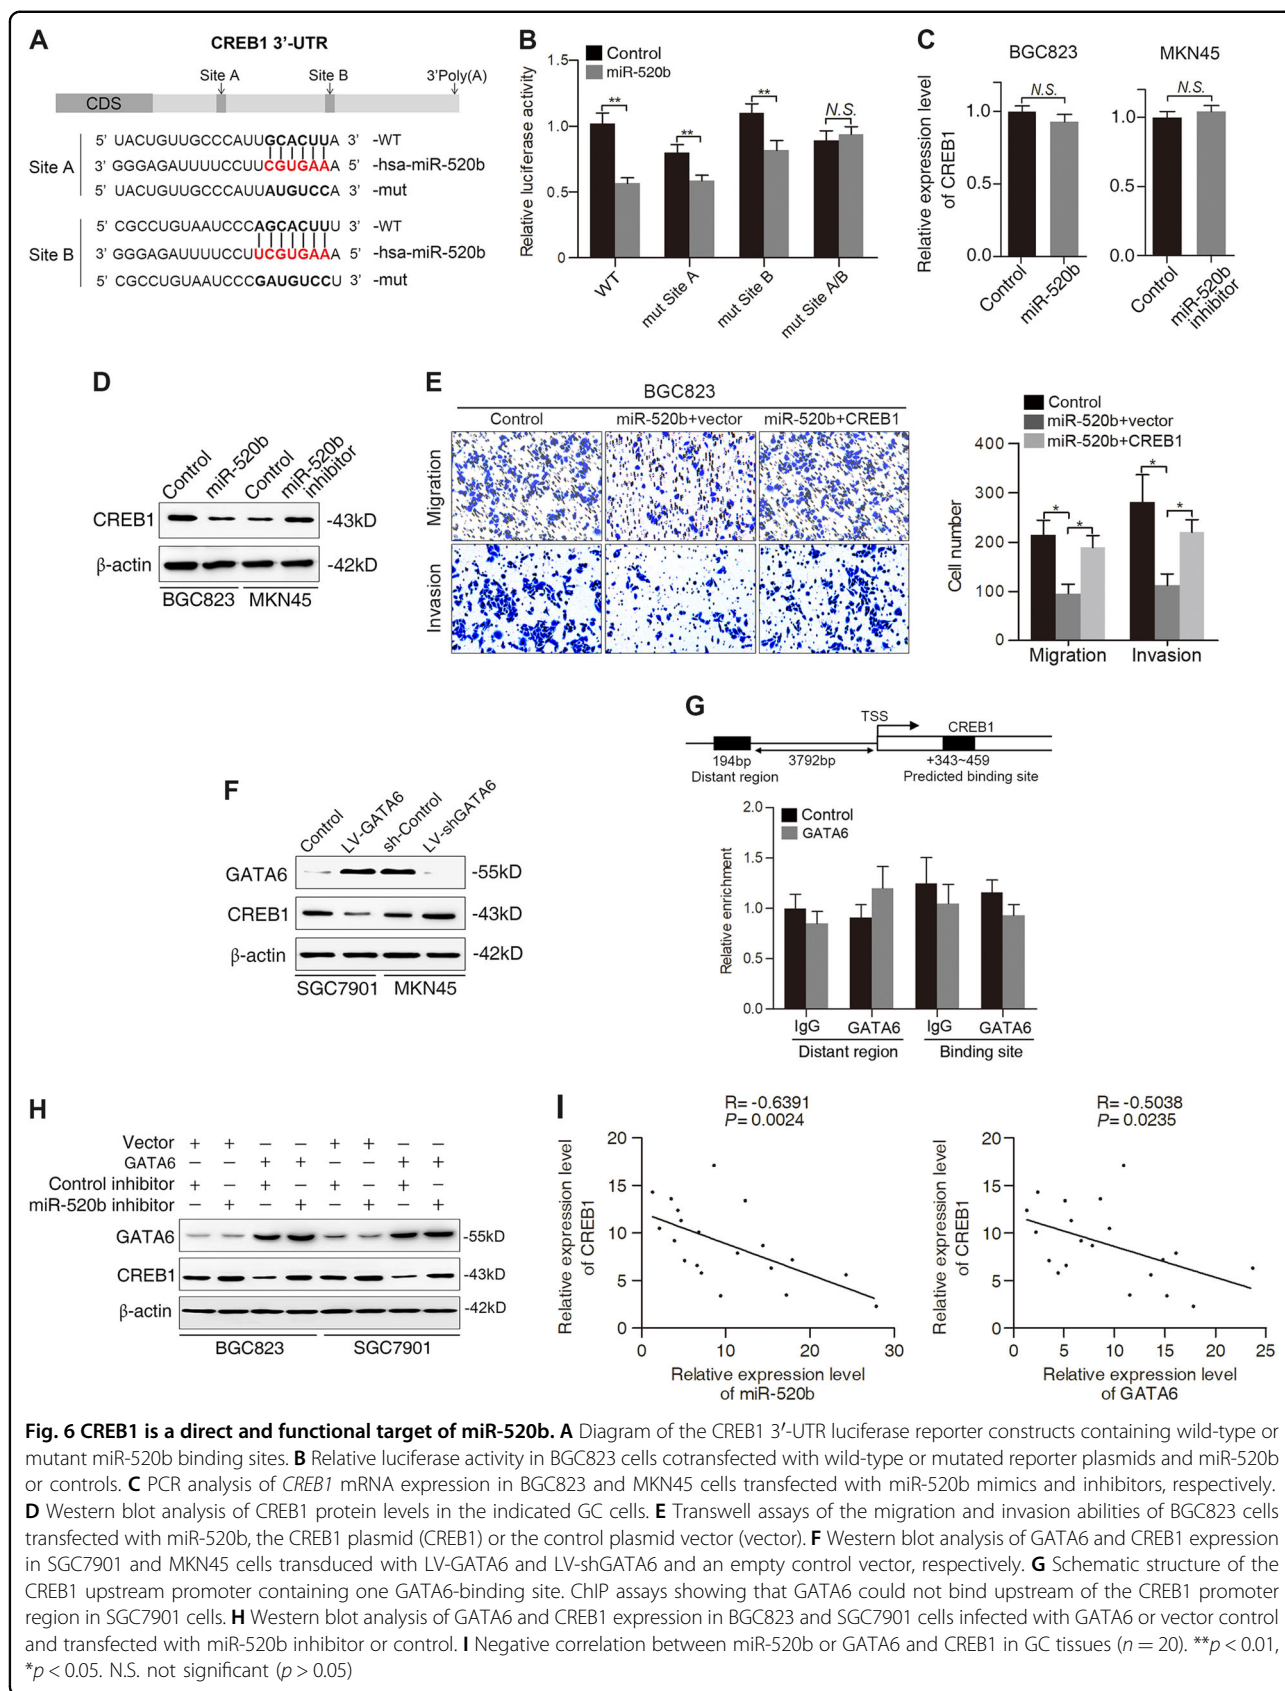 A
CREB1 3′-UTR
Site A
Site B
3′Poly(A)
CDS
Site A
5′ UACUGUUGCCCAUUGCACUUA 3′ -WT
3′ GGGAGAUUUUCCUUCGUGAAA 5′ -hsa-miR-520b
5′ UACUGUUGCCCAUUAUGUCCA 3′ -mut
Site B
5′ CGCCUGUAAUCCCAGCACUUU 3′ -WT
3′ GGGAGAUUUUCCUUCGUGAAA 5′ -hsa-miR-520b
5′ CGCCUGUAAUCCCGAUGUCCU 3′ -mut
B
Control
miR-520b
Relative luciferase activity
1.5
1.0
0.5
0
**
**
**
N.S.
WT
mut Site A
mut Site B
mut Site A/B
C
BGC823
MKN45
Relative expression level
of CREB1
1.0
0.5
0.0
N.S.
Control
miR-520b
1.0
0.5
0.0
N.S.
Control
miR-520b
inhibitor
D
Control
miR-520b
Control
miR-520b
inhibitor
CREB1
-43kD
β-actin
-42kD
BGC823
MKN45
E
BGC823
Control
miR-520b+vector
miR-520b+CREB1
Migration
Invasion
Control
miR-520b+vector
miR-520b+CREB1
Cell number
400
300
200
100
0
*
*
*
*
Migration
Invasion
F
Control
LV-GATA6
sh-Control
LV-shGATA6
GATA6
-55kD
CREB1
-43kD
β-actin
-42kD
SGC7901
MKN45
G
TSS
CREB1
194bp
3792bp
+343~459
Distant region
Predicted binding site
Control
GATA6
Relative enrichment
2.0
1.5
1.0
0.5
0.0
IgG
GATA6
IgG
GATA6
Distant region
Binding site
H
Vector + + − − + + − −
GATA6 − − + + − − + +
Control inhibitor + − + − + − + −
miR-520b inhibitor − + − + − + − +
GATA6
-55kD
CREB1
-43kD
β-actin
-42kD
BGC823
SGC7901
I
R= -0.6391
P= 0.0024
Relative expression level
of CREB1
20
15
10
5
0
0 10 20 30
Relative expression level
of miR-520b
R= -0.5038
P= 0.0235
Relative expression level
of CREB1
20
15
10
5
0
0 5 10 15 20 25
Relative expression level
of GATA6
Fig. 6 CREB1 is a direct and functional target of miR-520b. A Diagram of the CREB1 3′-UTR luciferase reporter constructs containing wild-type or
mutant miR-520b binding sites. B Relative luciferase activity in BGC823 cells cotransfected with wild-type or mutated reporter plasmids and miR-520b
or controls. C PCR analysis of CREB1 mRNA expression in BGC823 and MKN45 cells transfected with miR-520b mimics and inhibitors, respectively.
D Western blot analysis of CREB1 protein levels in the indicated GC cells. E Transwell assays of the migration and invasion abilities of BGC823 cells
transfected with miR-520b, the CREB1 plasmid (CREB1) or the control plasmid vector (vector). F Western blot analysis of GATA6 and CREB1 expression
in SGC7901 and MKN45 cells transduced with LV-GATA6 and LV-shGATA6 and an empty control vector, respectively. G Schematic structure of the
CREB1 upstream promoter containing one GATA6-binding site. ChIP assays showing that GATA6 could not bind upstream of the CREB1 promoter
region in SGC7901 cells. H Western blot analysis of GATA6 and CREB1 expression in BGC823 and SGC7901 cells infected with GATA6 or vector control
and transfected with miR-520b inhibitor or control. I Negative correlation between miR-520b or GATA6 and CREB1 in GC tissues (n = 20). **p < 0.01,
*p < 0.05. N.S. not significant (p > 0.05)